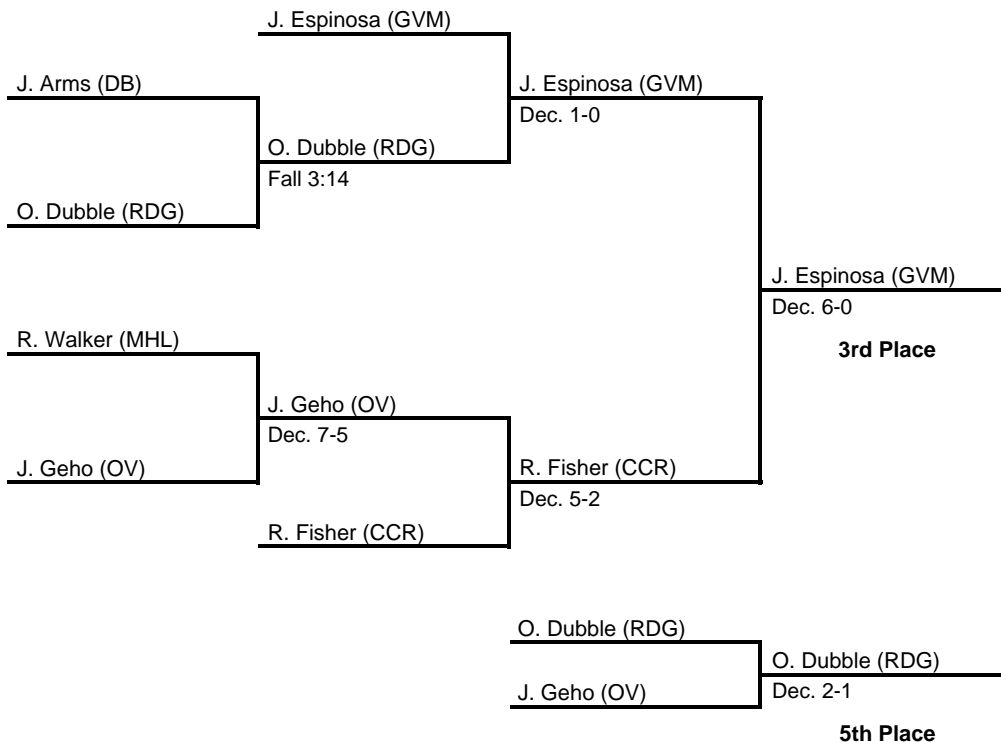 J. Espinosa (GVM)
J. Arms (DB)
J. Espinosa (GVM)
Dec. 1-0
O. Dubble (RDG)
Fall 3:14
O. Dubble (RDG)
J. Espinosa (GVM)
Dec. 6-0
3rd Place
R. Walker (MHL)
J. Geho (OV)
Dec. 7-5
J. Geho (OV)
R. Fisher (CCR)
Dec. 5-2
R. Fisher (CCR)
O. Dubble (RDG)
O. Dubble (RDG)
Dec. 2-1
J. Geho (OV)
5th Place